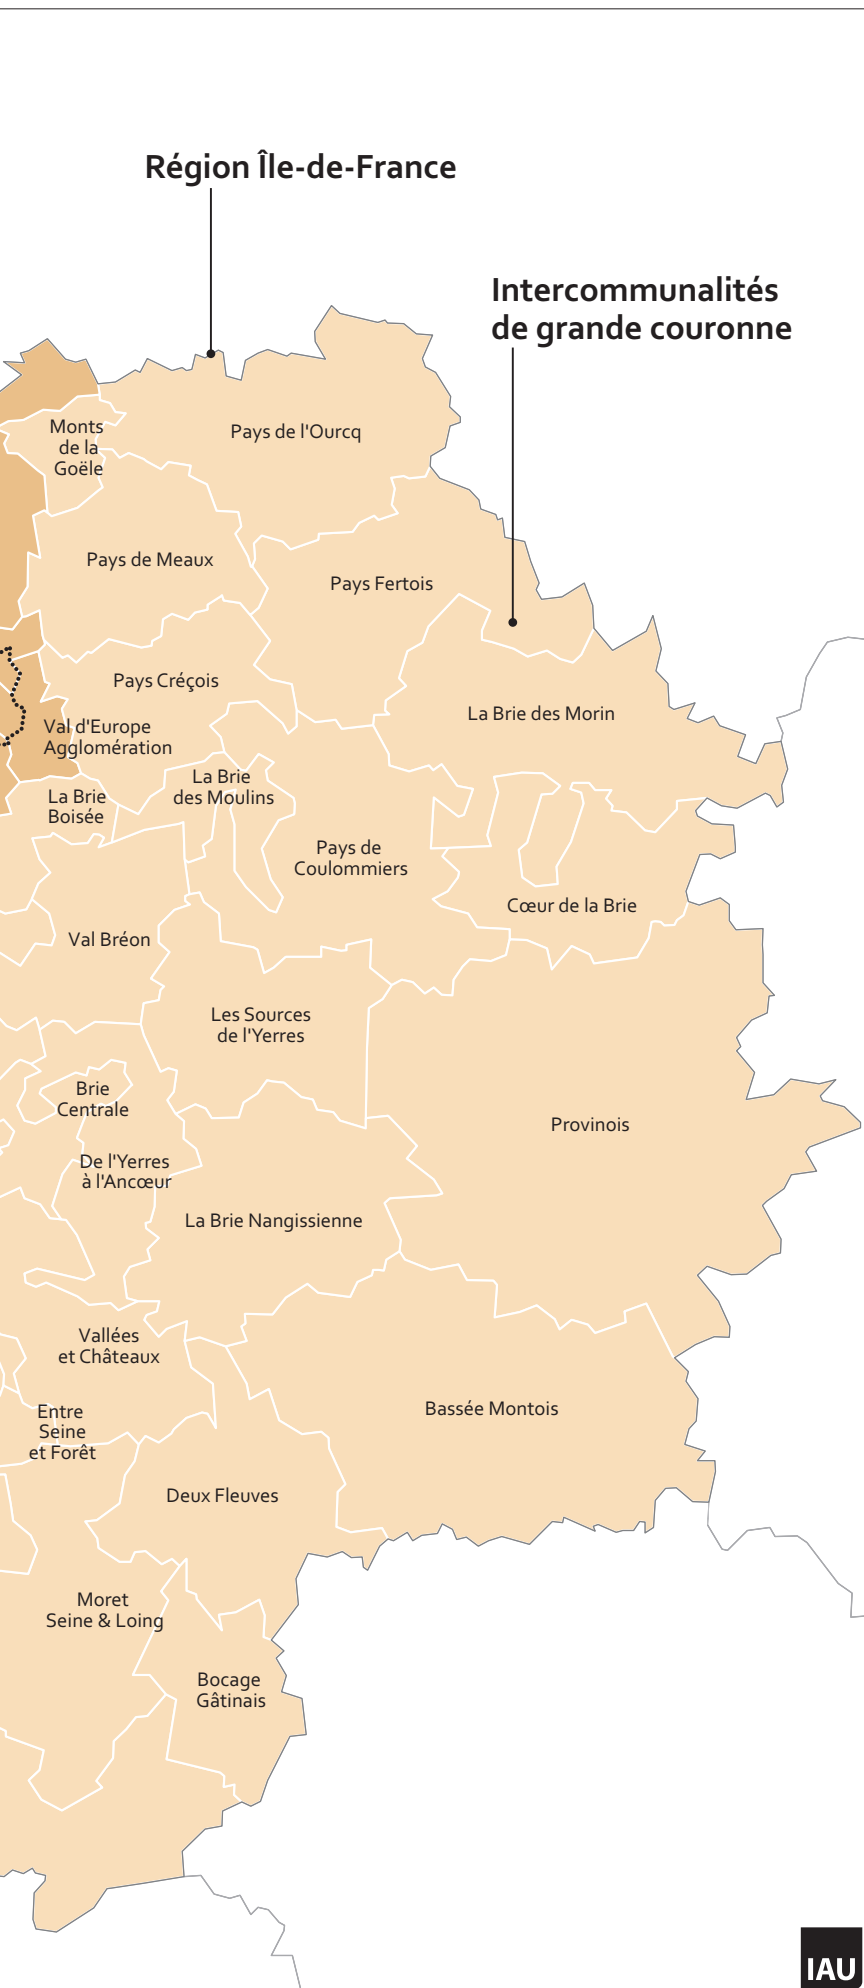 Région Île-de-France
Intercommunalités
de grande couronne
Monts
de la
Goële
Pays de l'Ourcq
Pays de Meaux
Pays Fertois
Pays Créçois
La Brie des Morin
Val d'Europe
Agglomération
La Brie
des Moulins
La Brie
Boisée
Pays de
Coulommiers
Cœur de la Brie
Val Bréon
Les Sources
de l'Yerres
Brie
Centrale
Provinois
De l'Yerres
à l'Ancœur
La Brie Nangissienne
Vallées
et Châteaux
Bassée Montois
Entre
Seine
et Forêt
Deux Fleuves
Moret
Seine & Loing
Bocage
Gâtinais
IAU